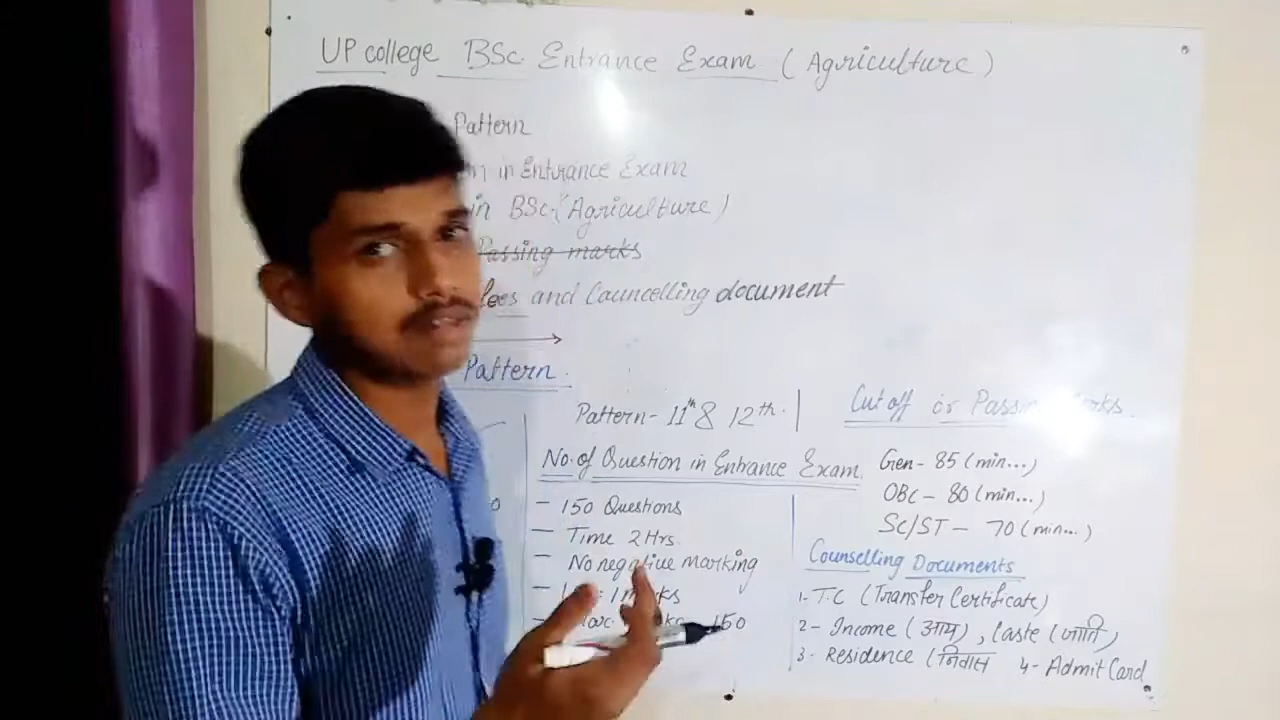 UP college BSc. Entrance Exam (Agriculture)
Pattern
in Entrance Exam
in BSc. (Agriculture)
Passing marks
fees and Councelling document
Pattern.
Pattern - 11th & 12th.
No. of Question in Entrance Exam.
- 150 Questions
- Time 2 Hrs.
- No negative marking
marks
150
Cut off or Passing
Gen - 85 (min...)
OBC - 80 (min...)
SC/ST - 70 (min...)
Counselling Documents
1. T.C (Transfer Certificate)
2- Income (आय), Caste (जाति)
3- Residence (निवास 4- Admit Card